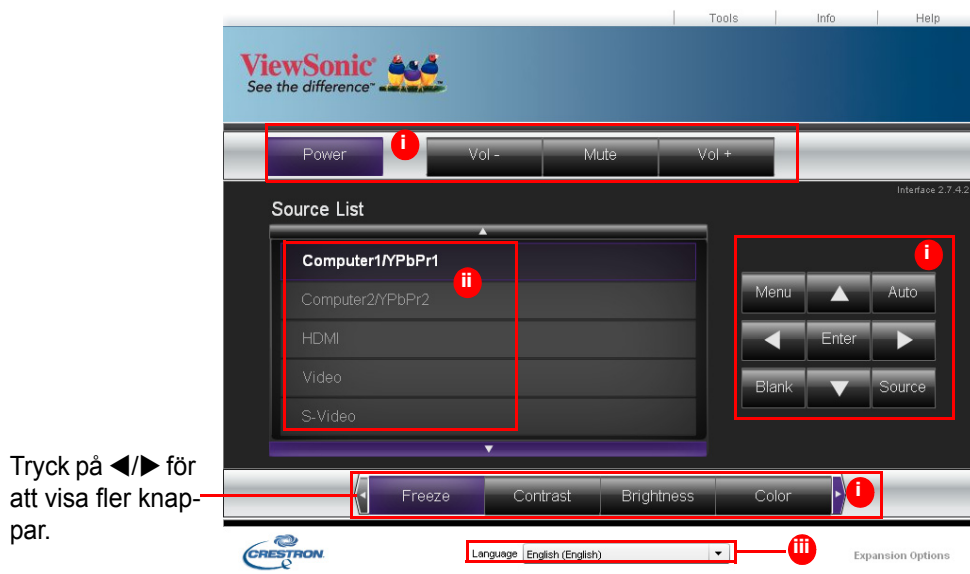 Tools Info Help
ViewSonic®
See the difference™
Power i Vol - Mute Vol +
Interface 2.7.4.2
Source List
Computer1/YPbPr1
ii
Computer2/YPbPr2
HDMI
Video
S-Video
i
Menu Auto
Enter
Blank Source
Tryck på ◀/▶ för
att visa fler knap-
par.
Freeze Contrast Brightness Color i
CRESTRON
Language English (English) iii
Expansion Options